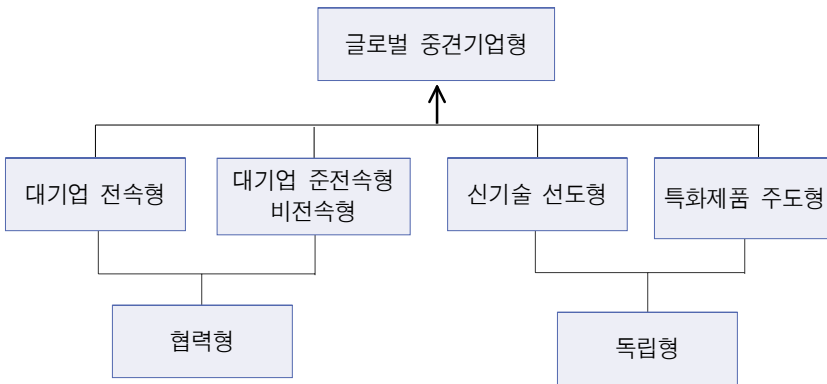 글로벌 중견기업형
대기업 전속형
대기업 준전속형
비전속형
신기술 선도형
특화제품 주도형
협력형
독립형